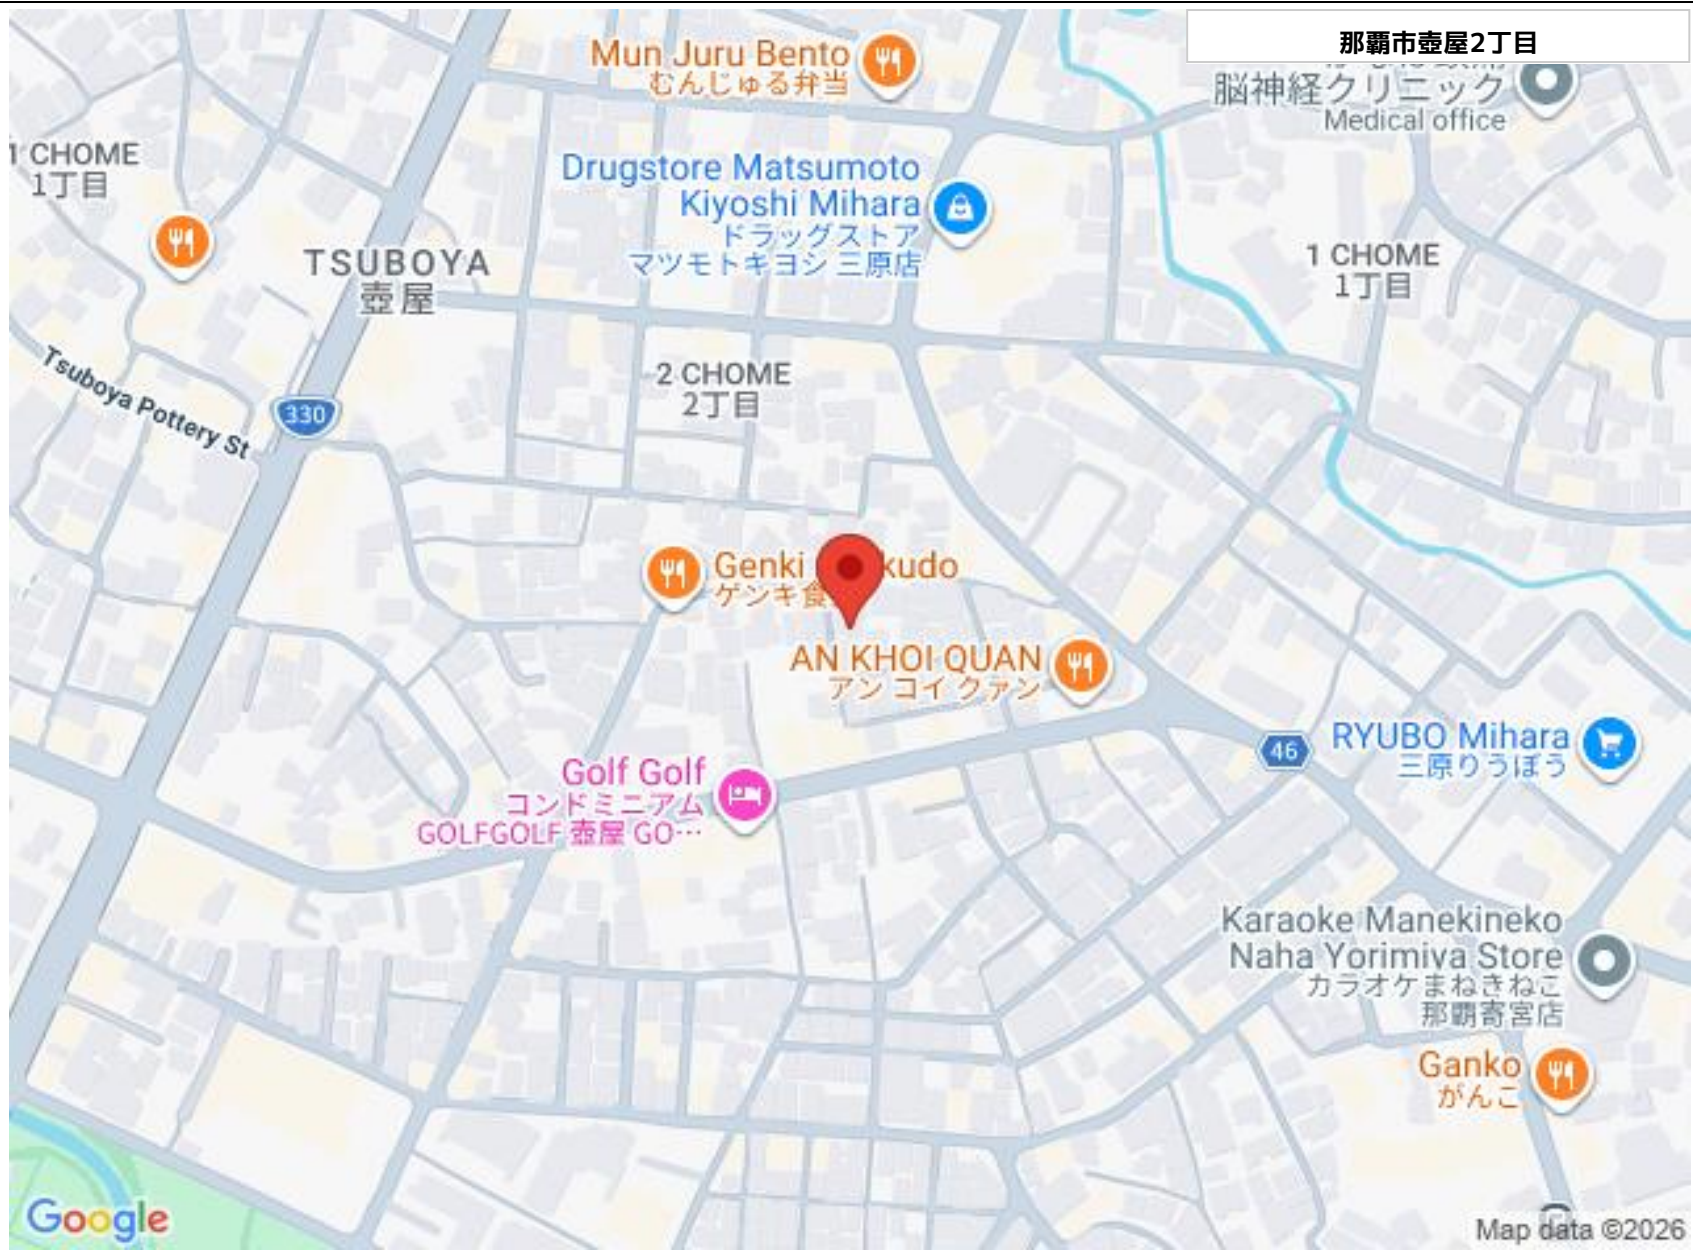 那覇市壺屋2丁目
Mun Juru Bento
むんじゅる弁当
脳神経クリニック
Medical office
1 CHOME
1丁目
Drugstore Matsumoto
Kiyoshi Mihara
ドラッグストア
マツモトキヨシ 三原店
TSUBOYA
壺屋
1 CHOME
1丁目
Tsuboya Pottery St
330
2 CHOME
2丁目
Genki
kudo
ゲンキ食
AN KHOI QUAN
アン コイ クァン
46
RYUBO Mihara
三原りうぼう
Golf Golf
コンドミニアム
GOLFGOLF 壺屋 GO…
Karaoke Manekineko
Naha Yorimiya Store
カラオケまねきねこ
那覇寄宮店
Ganko
がんこ
Google
Map data ©2026